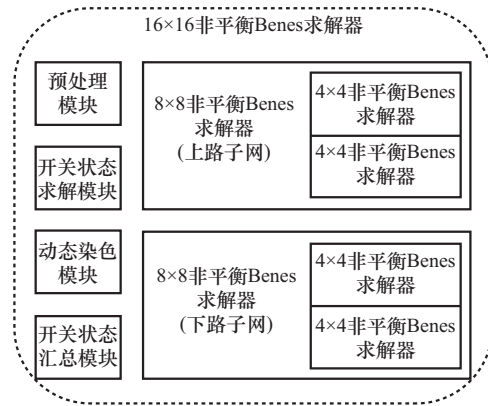 16×16非平衡Benes求解器
预处理
模块
开关状态
求解模块
动态染色
模块
开关状态
汇总模块
8×8非平衡Benes
求解器
(上路子网)
4×4非平衡Benes
求解器
4×4非平衡Benes
求解器
8×8非平衡Benes
求解器
(下路子网)
4×4非平衡Benes
求解器
4×4非平衡Benes
求解器